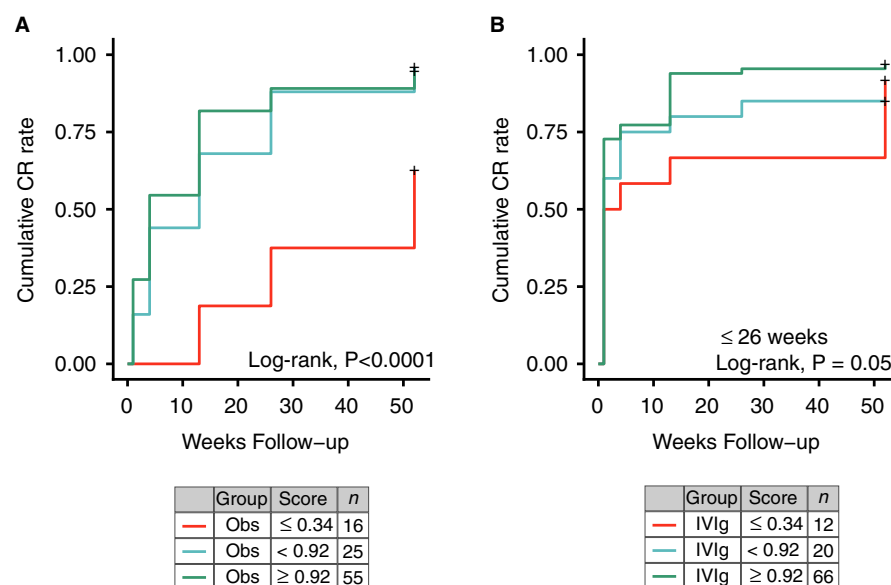 A
Cumulative CR rate
1.00
0.75
0.50
0.25
0.00
Log-rank, P<0.0001
0 10 20 30 40 50
Weeks Follow-up
Group Score n
Obs ≤ 0.34 16
Obs < 0.92 25
Obs ≥ 0.92 55
B
Cumulative CR rate
1.00
0.75
0.50
0.25
0.00
≤ 26 weeks
Log-rank, P = 0.05
0 10 20 30 40 50
Weeks Follow-up
Group Score n
IVIg ≤ 0.34 12
IVIg < 0.92 20
IVIg ≥ 0.92 66